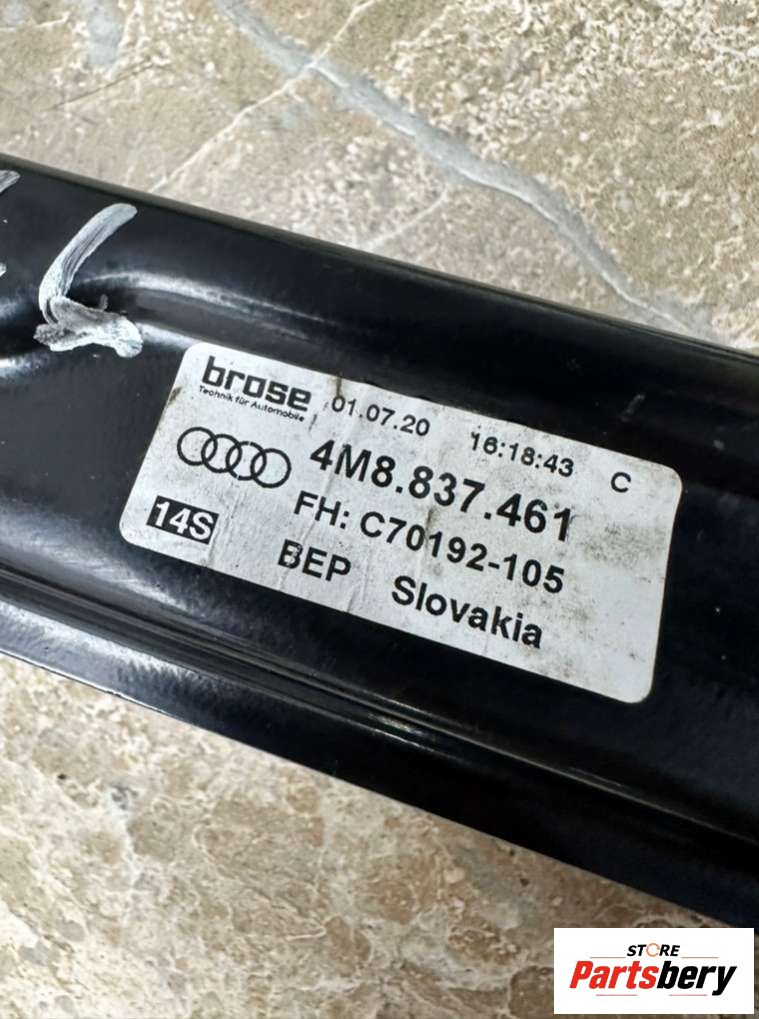 brose
Technik für Automobile
01.07.20 16:18:43 C
4M8.837.461
FH: C70192-105
14S
BEP Slovakia
STORE
Partsbery